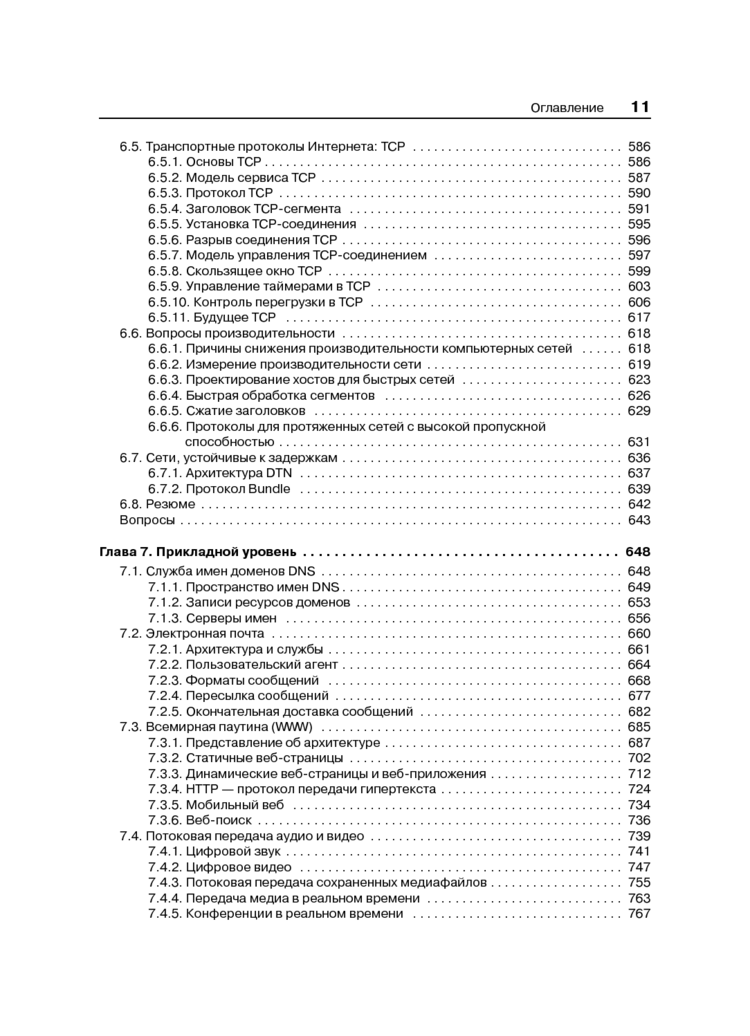 Оглавление 11
6.5. Транспортные протоколы Интернета: TCP . . . . . . . . . . . . . . . . . . . . . . . . . . . . . . 586
6.5.1. Основы TCP . . . . . . . . . . . . . . . . . . . . . . . . . . . . . . . . . . . . . . . . . . . . . . . . . . . 586
6.5.2. Модель сервиса TCP . . . . . . . . . . . . . . . . . . . . . . . . . . . . . . . . . . . . . . . . . . . 587
6.5.3. Протокол TCP . . . . . . . . . . . . . . . . . . . . . . . . . . . . . . . . . . . . . . . . . . . . . . . . . 590
6.5.4. Заголовок TCP-сегмента . . . . . . . . . . . . . . . . . . . . . . . . . . . . . . . . . . . . . . . 591
6.5.5. Установка TCP-соединения . . . . . . . . . . . . . . . . . . . . . . . . . . . . . . . . . . . . . 595
6.5.6. Разрыв соединения TCP . . . . . . . . . . . . . . . . . . . . . . . . . . . . . . . . . . . . . . . . 596
6.5.7. Модель управления TCP-соединением . . . . . . . . . . . . . . . . . . . . . . . . . . . 597
6.5.8. Скользящее окно TCP . . . . . . . . . . . . . . . . . . . . . . . . . . . . . . . . . . . . . . . . . . 599
6.5.9. Управление таймерами в TCP . . . . . . . . . . . . . . . . . . . . . . . . . . . . . . . . . . . 603
6.5.10. Контроль перегрузки в TCP . . . . . . . . . . . . . . . . . . . . . . . . . . . . . . . . . . . . 606
6.5.11. Будущее TCP . . . . . . . . . . . . . . . . . . . . . . . . . . . . . . . . . . . . . . . . . . . . . . . . 617
6.6. Вопросы производительности . . . . . . . . . . . . . . . . . . . . . . . . . . . . . . . . . . . . . . . . 618
6.6.1. Причины снижения производительности компьютерных сетей . . . . . . 618
6.6.2. Измерение производительности сети . . . . . . . . . . . . . . . . . . . . . . . . . . . . 619
6.6.3. Проектирование хостов для быстрых сетей . . . . . . . . . . . . . . . . . . . . . . . 623
6.6.4. Быстрая обработка сегментов . . . . . . . . . . . . . . . . . . . . . . . . . . . . . . . . . . 626
6.6.5. Сжатие заголовков . . . . . . . . . . . . . . . . . . . . . . . . . . . . . . . . . . . . . . . . . . . . 629
6.6.6. Протоколы для протяженных сетей с высокой пропускной
способностью . . . . . . . . . . . . . . . . . . . . . . . . . . . . . . . . . . . . . . . . . . . . . . . . . 631
6.7. Сети, устойчивые к задержкам . . . . . . . . . . . . . . . . . . . . . . . . . . . . . . . . . . . . . . . . 636
6.7.1. Архитектура DTN . . . . . . . . . . . . . . . . . . . . . . . . . . . . . . . . . . . . . . . . . . . . . . 637
6.7.2. Протокол Bundle . . . . . . . . . . . . . . . . . . . . . . . . . . . . . . . . . . . . . . . . . . . . . . 639
6.8. Резюме . . . . . . . . . . . . . . . . . . . . . . . . . . . . . . . . . . . . . . . . . . . . . . . . . . . . . . . . . . . . 642
Вопросы . . . . . . . . . . . . . . . . . . . . . . . . . . . . . . . . . . . . . . . . . . . . . . . . . . . . . . . . . . . . . . . 643
Глава 7. Прикладной уровень . . . . . . . . . . . . . . . . . . . . . . . . . . . . . . . . . . . . . . . . 648
7.1. Служба имен доменов DNS . . . . . . . . . . . . . . . . . . . . . . . . . . . . . . . . . . . . . . . . . . . 648
7.1.1. Пространство имен DNS . . . . . . . . . . . . . . . . . . . . . . . . . . . . . . . . . . . . . . . . 649
7.1.2. Записи ресурсов доменов . . . . . . . . . . . . . . . . . . . . . . . . . . . . . . . . . . . . . . 653
7.1.3. Серверы имен . . . . . . . . . . . . . . . . . . . . . . . . . . . . . . . . . . . . . . . . . . . . . . . . 656
7.2. Электронная почта . . . . . . . . . . . . . . . . . . . . . . . . . . . . . . . . . . . . . . . . . . . . . . . . . . 660
7.2.1. Архитектура и службы . . . . . . . . . . . . . . . . . . . . . . . . . . . . . . . . . . . . . . . . . . 661
7.2.2. Пользовательский агент . . . . . . . . . . . . . . . . . . . . . . . . . . . . . . . . . . . . . . . . 664
7.2.3. Форматы сообщений . . . . . . . . . . . . . . . . . . . . . . . . . . . . . . . . . . . . . . . . . . 668
7.2.4. Пересылка сообщений . . . . . . . . . . . . . . . . . . . . . . . . . . . . . . . . . . . . . . . . . 677
7.2.5. Окончательная доставка сообщений . . . . . . . . . . . . . . . . . . . . . . . . . . . . . 682
7.3. Всемирная паутина (WWW) . . . . . . . . . . . . . . . . . . . . . . . . . . . . . . . . . . . . . . . . . . . 685
7.3.1. Представление об архитектуре . . . . . . . . . . . . . . . . . . . . . . . . . . . . . . . . . . 687
7.3.2. Статичные веб-страницы . . . . . . . . . . . . . . . . . . . . . . . . . . . . . . . . . . . . . . . 702
7.3.3. Динамические веб-страницы и веб-приложения . . . . . . . . . . . . . . . . . . . 712
7.3.4. HTTP — протокол передачи гипертекста . . . . . . . . . . . . . . . . . . . . . . . . . . 724
7.3.5. Мобильный веб . . . . . . . . . . . . . . . . . . . . . . . . . . . . . . . . . . . . . . . . . . . . . . . 734
7.3.6. Веб-поиск . . . . . . . . . . . . . . . . . . . . . . . . . . . . . . . . . . . . . . . . . . . . . . . . . . . . 736
7.4. Потоковая передача аудио и видео . . . . . . . . . . . . . . . . . . . . . . . . . . . . . . . . . . . . 739
7.4.1. Цифровой звук . . . . . . . . . . . . . . . . . . . . . . . . . . . . . . . . . . . . . . . . . . . . . . . . 741
7.4.2. Цифровое видео . . . . . . . . . . . . . . . . . . . . . . . . . . . . . . . . . . . . . . . . . . . . . . 747
7.4.3. Потоковая передача сохраненных медиафайлов . . . . . . . . . . . . . . . . . . . 755
7.4.4. Передача медиа в реальном времени . . . . . . . . . . . . . . . . . . . . . . . . . . . . 763
7.4.5. Конференции в реальном времени . . . . . . . . . . . . . . . . . . . . . . . . . . . . . . 767